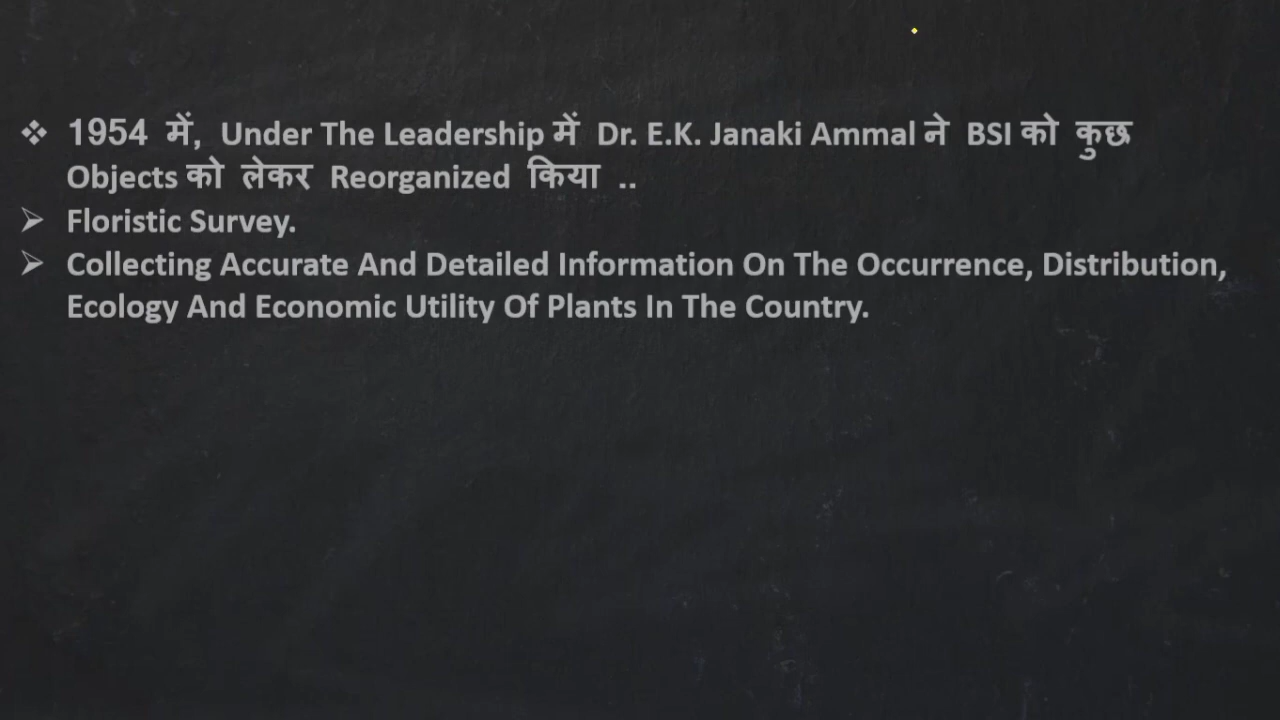 ❖ 1954 में, Under The Leadership में Dr. E.K. Janaki Ammal ने BSI को कुछ
Objects को लेकर Reorganized किया ..
➢ Floristic Survey.
➢ Collecting Accurate And Detailed Information On The Occurrence, Distribution,
Ecology And Economic Utility Of Plants In The Country.